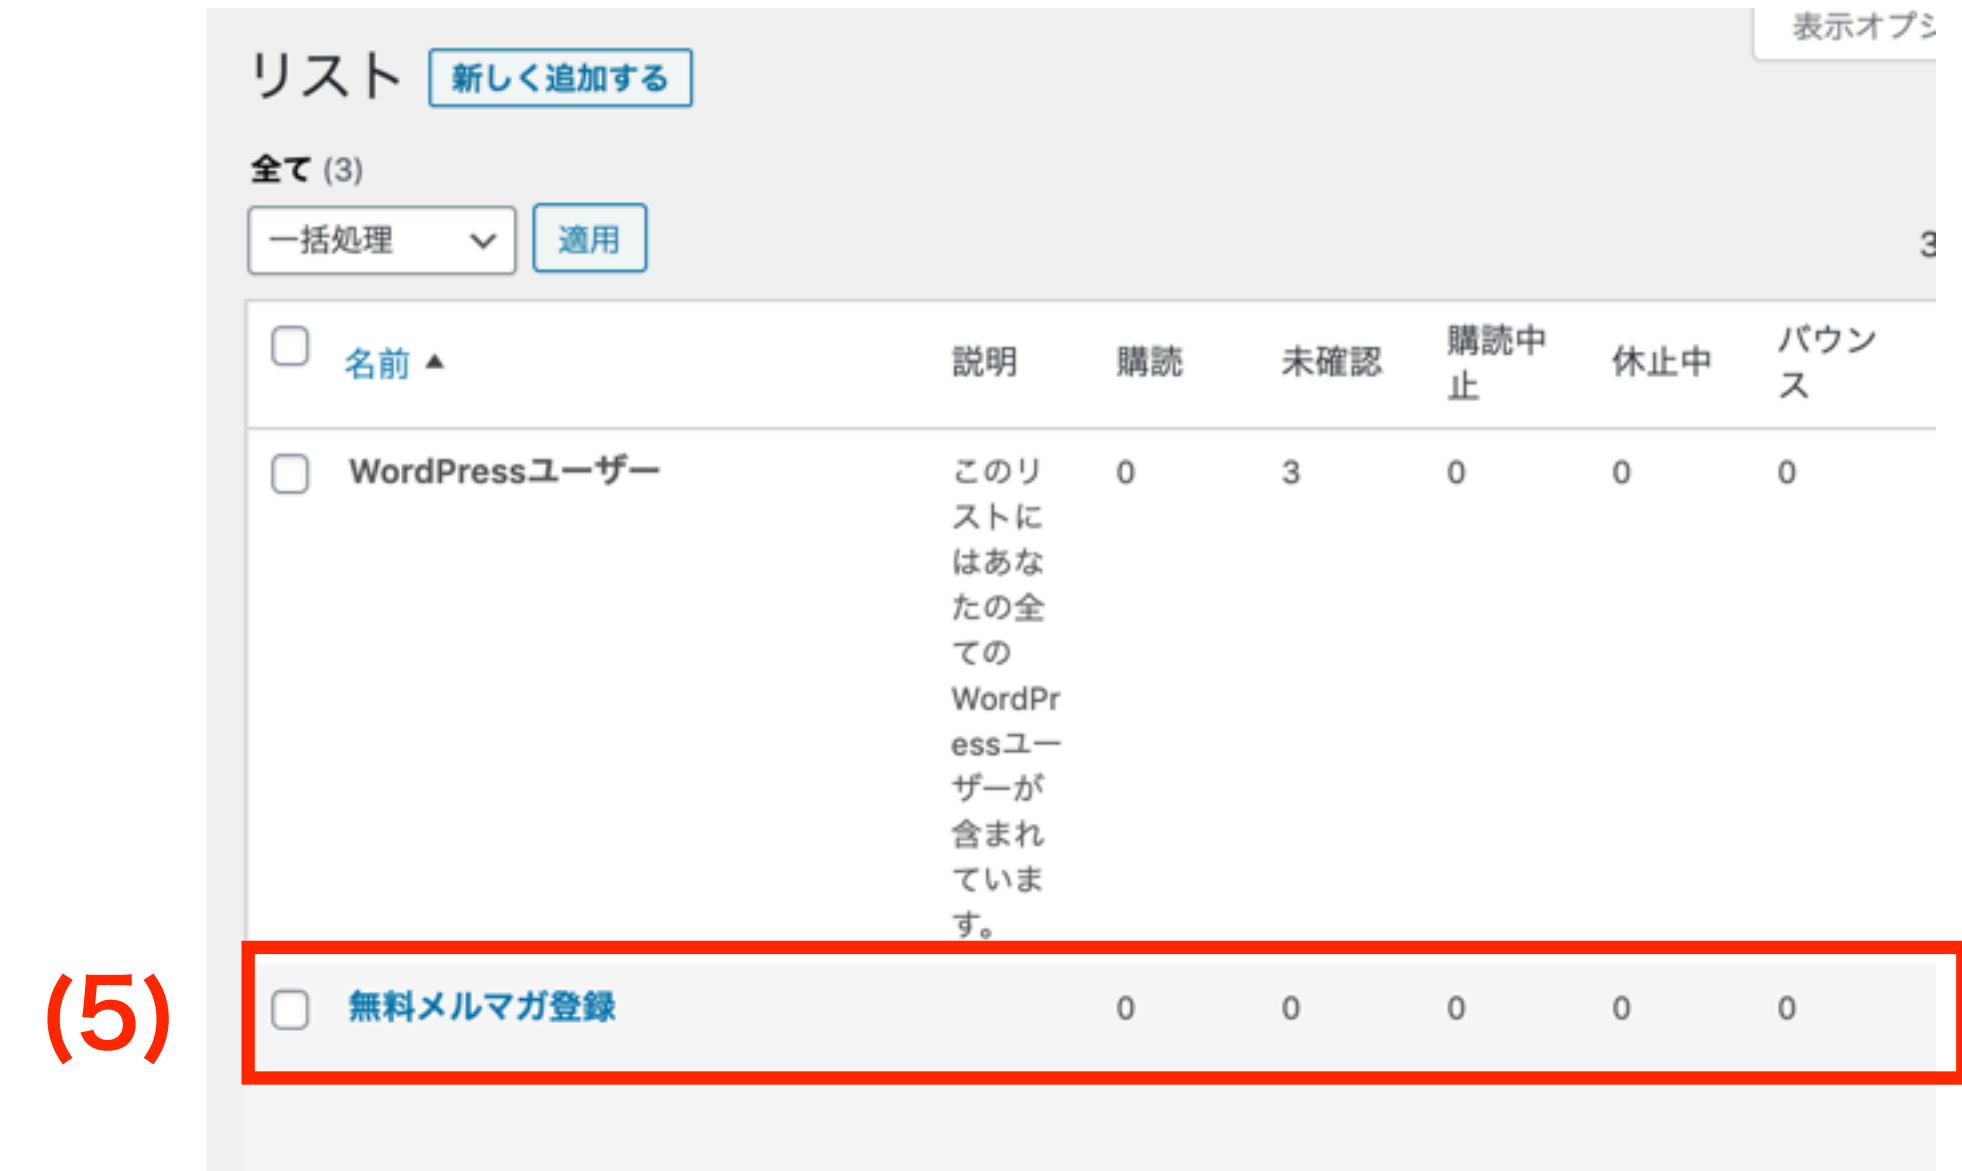 表示オプシ
リスト 新しく追加する
全て (3)
一括処理 適用
3
名前 ▲ 説明 購読 未確認 購読中止 休止中 バウンス
WordPressユーザー 0 3 0 0 0
このリ
ストに
はあな
たの全
ての
WordPr
essユー
ザーが
含まれ
ていま
す。
(5) 無料メルマガ登録 0 0 0 0 0